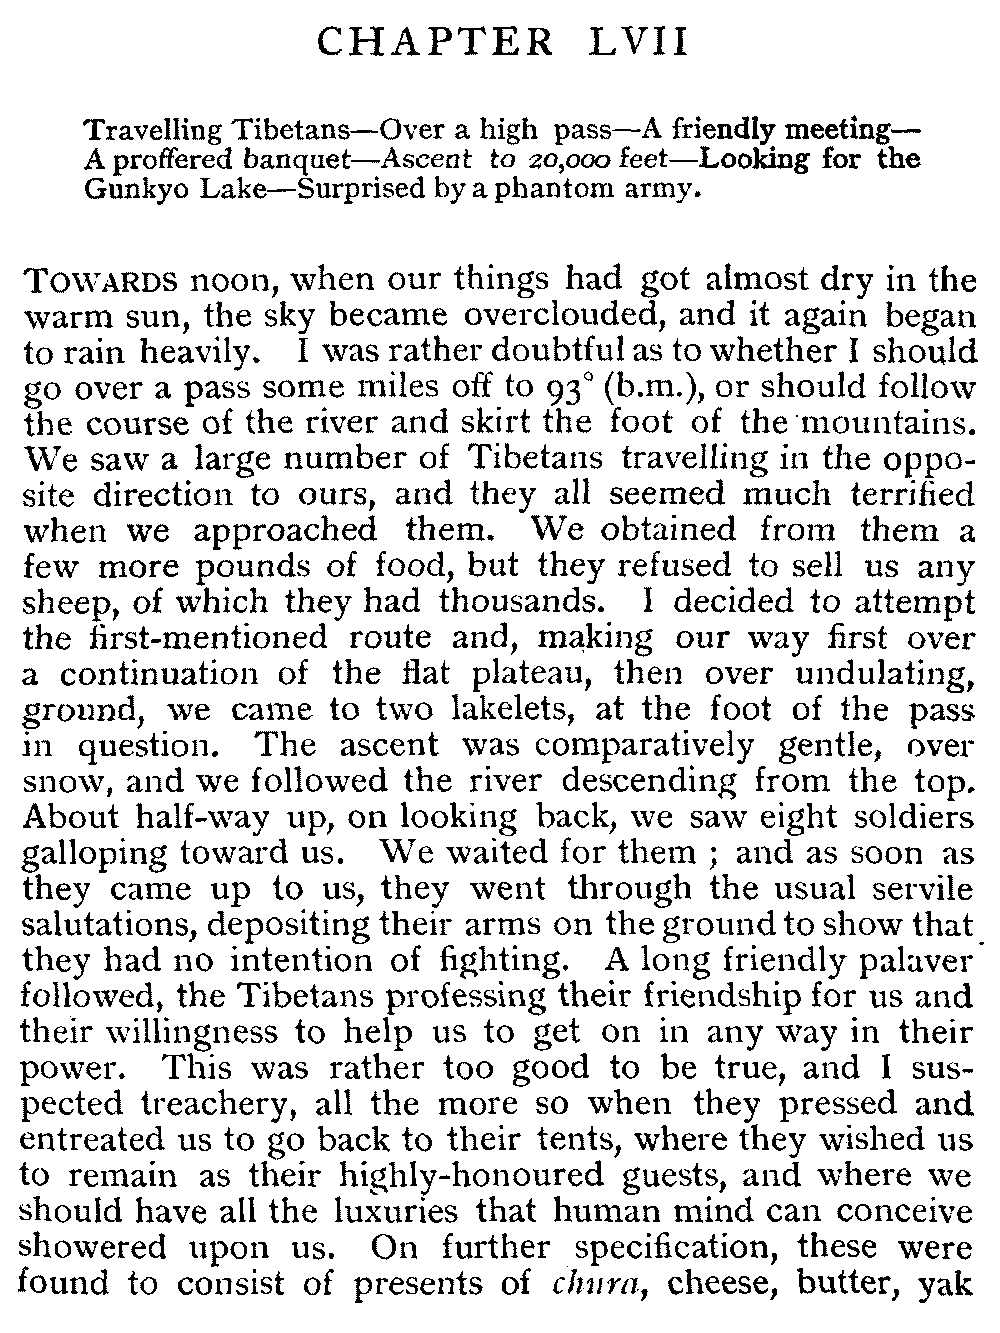 CHAPTER LVII
Travelling Tibetans—Over a high pass—A friendly meeting—
A proffered banquet—Ascent to 20,000 feet—Looking for the
Gunkyo Lake—Surprised by a phantom army.
TOWARDS noon, when our things had got almost dry in the
warm sun, the sky became overclouded, and it again began
to rain heavily. I was rather doubtful as to whether I should
go over a pass some miles off to 93° (b.m.), or should follow
the course of the river and skirt the foot of the mountains.
We saw a large number of Tibetans travelling in the oppo-
site direction to ours, and they all seemed much terrified
when we approached them. We obtained from them a
few more pounds of food, but they refused to sell us any
sheep, of which they had thousands. I decided to attempt
the first-mentioned route and, making our way first over
a continuation of the flat plateau, then over undulating,
ground, we came to two lakelets, at the foot of the pass
in question. The ascent was comparatively gentle, over
snow, and we followed the river descending from the top.
About half-way up, on looking back, we saw eight soldiers
galloping toward us. We waited for them ; and as soon as
they came up to us, they went through the usual servile
salutations, depositing their arms on the ground to show that
they had no intention of fighting. A long friendly palaver
followed, the Tibetans professing their friendship for us and
their willingness to help us to get on in any way in their
power. This was rather too good to be true, and I sus-
pected treachery, all the more so when they pressed and
entreated us to go back to their tents, where they wished us
to remain as their highly-honoured guests, and where we
should have all the luxuries that human mind can conceive
showered upon us. On further specification, these were
found to consist of presents of chura, cheese, butter, yak